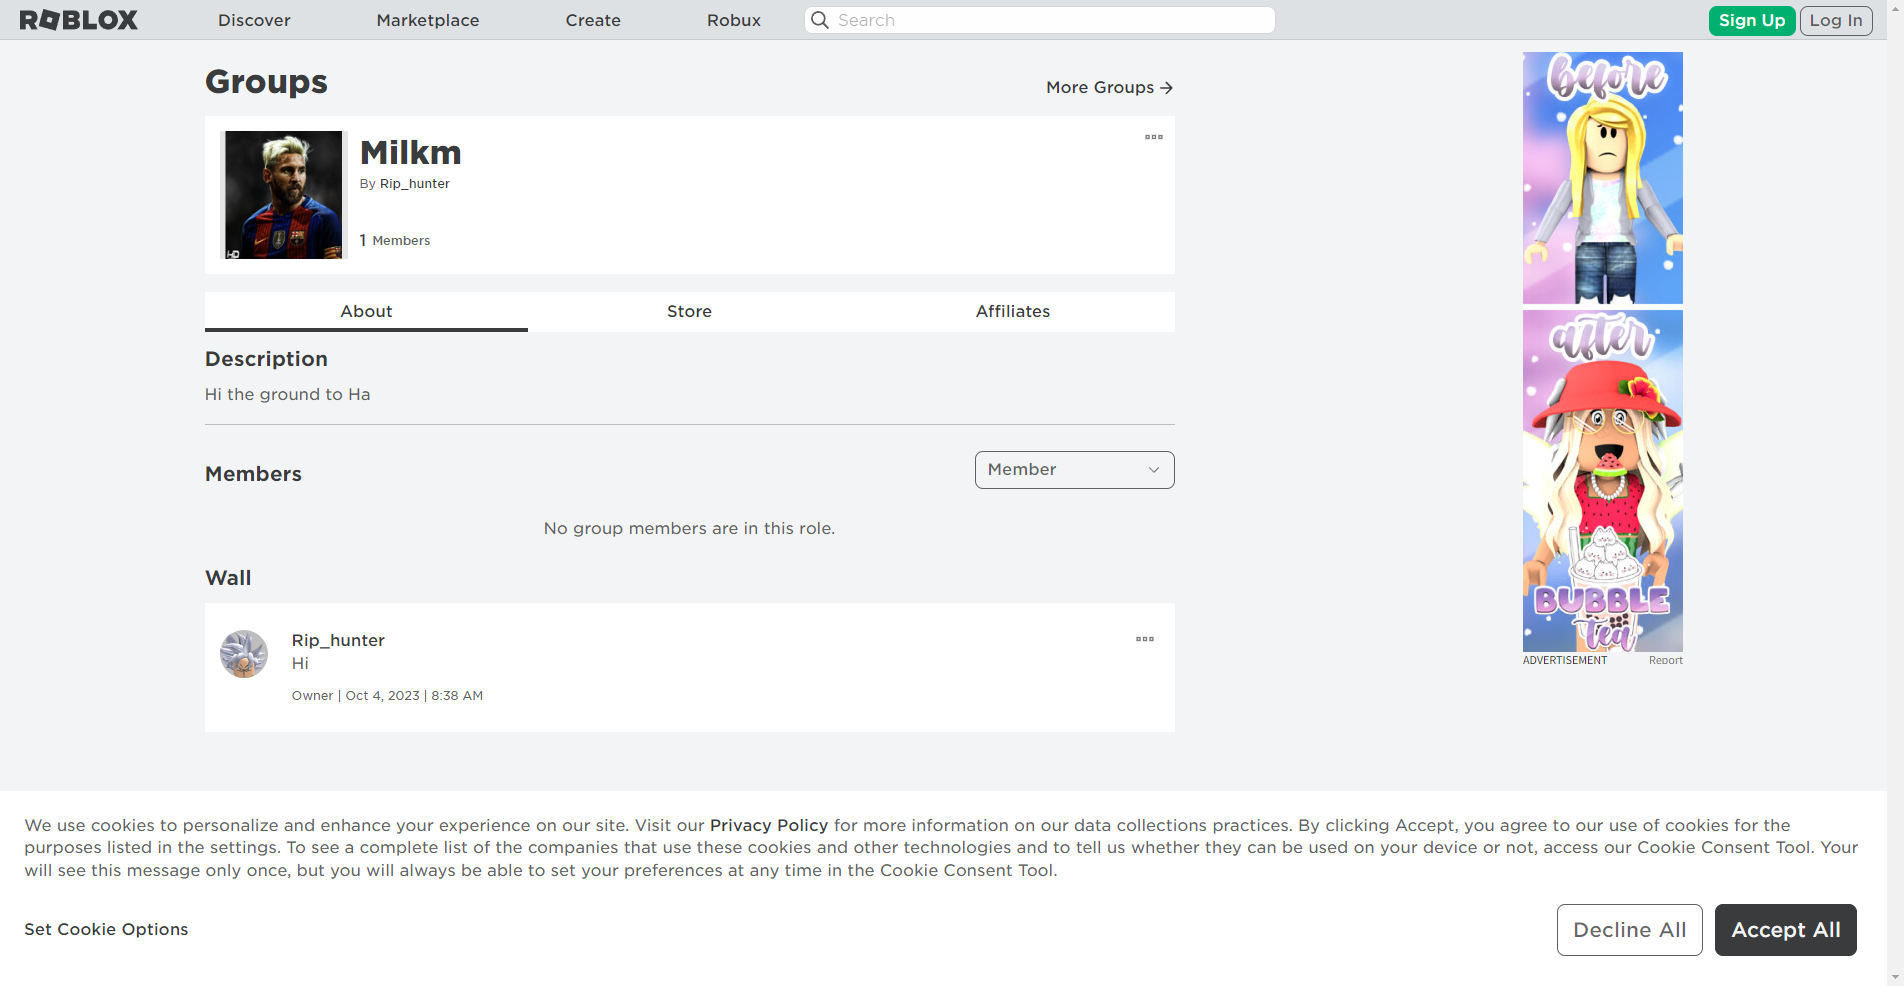 ROBLOX
Discover
Marketplace
Create
Robux
Search
Sign Up
Log In
Groups
More Groups →
Milkm
By Rip_hunter
1 Members
HD
About
Store
Affiliates
Description
Hi the ground to Ha
Members
Member
No group members are in this role.
Wall
Rip_hunter
Hi
Owner | Oct 4, 2023 | 8:38 AM
before
after
BUBBLE
tea
ADVERTISEMENT
Report
We use cookies to personalize and enhance your experience on our site. Visit our Privacy Policy for more information on our data collections practices. By clicking Accept, you agree to our use of cookies for the
purposes listed in the settings. To see a complete list of the companies that use these cookies and other technologies and to tell us whether they can be used on your device or not, access our Cookie Consent Tool. Your
will see this message only once, but you will always be able to set your preferences at any time in the Cookie Consent Tool.
Set Cookie Options
Decline All
Accept All